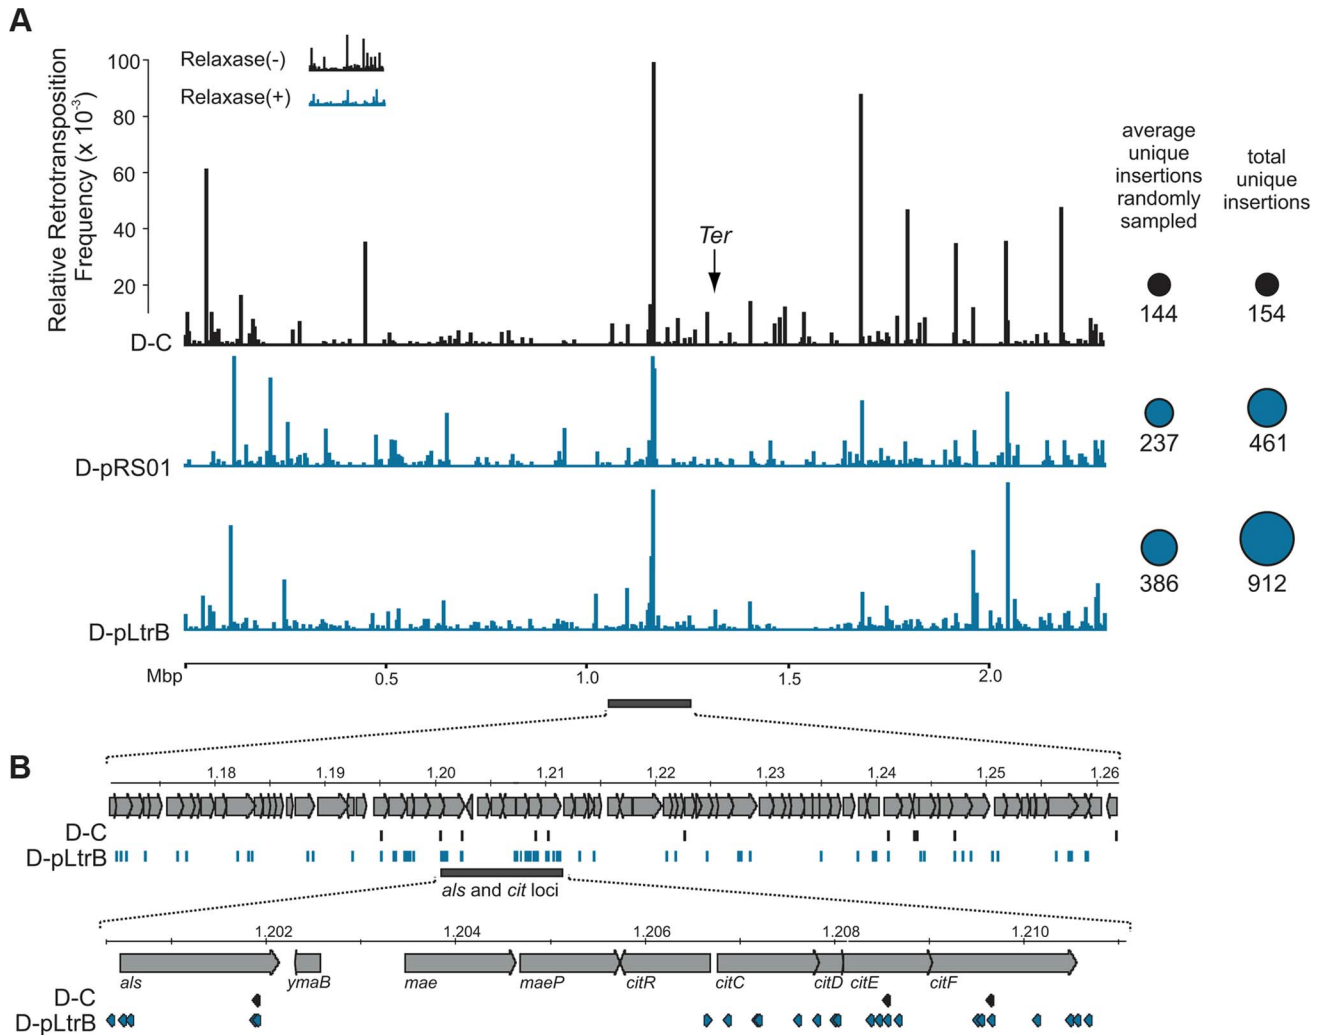 A
Relative Retrotransposition
Frequency (x 10-3)
100
80
60
40
20
Relaxase(-)
Relaxase(+)
Ter
average
unique
insertions
randomly
sampled
total
unique
insertions
D-C
144
154
D-pRS01
237
461
D-pLtrB
386
912
Mbp
0.5
1.0
1.5
2.0
B
1.18
1.19
1.20
1.21
1.22
1.23
1.24
1.25
1.26
D-C
D-pLtrB
als and cit loci
1.202
1.204
1.206
1.208
1.210
als
ymaB
mae
maeP
citR
citC
citD
citE
citF
D-C
D-pLtrB